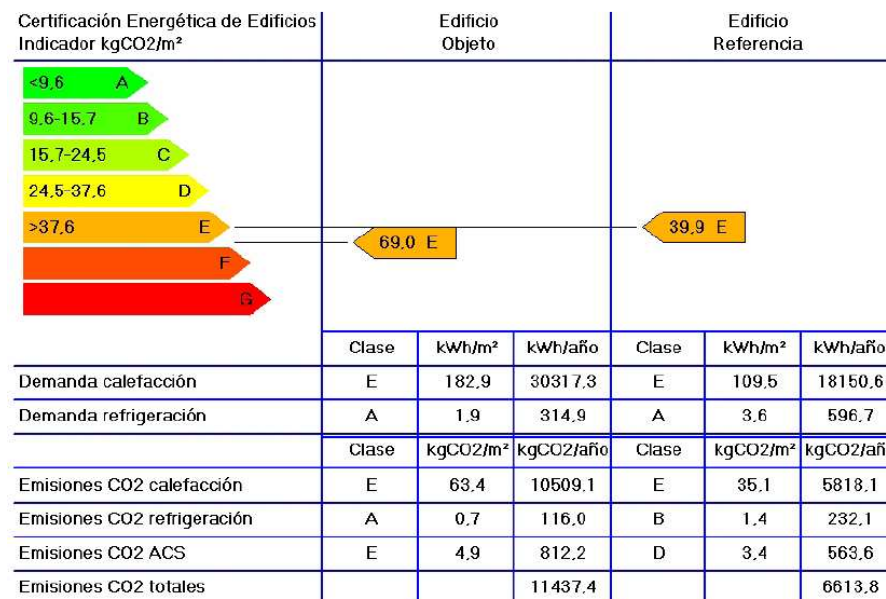 Certificación Energética de Edificios
Indicador kgCO2/m²
Edificio
Objeto
Edificio
Referencia
<9,6 A
9,6-15,7 B
15,7-24,5 C
24,5-37,6 D
>37,6 E
F
G
69,0 E
39,9 E
Clase kWh/m² kWh/año Clase kWh/m² kWh/año
Demanda calefacción E 182,9 30317,3 E 109,5 18150,6
Demanda refrigeración A 1,9 314,9 A 3,6 596,7
Clase kgCO2/m² kgCO2/año Clase kgCO2/m² kgCO2/añ
Emisiones CO2 calefacción E 63,4 10509,1 E 35,1 5818,1
Emisiones CO2 refrigeración A 0,7 116,0 B 1,4 232,1
Emisiones CO2 ACS E 4,9 812,2 D 3,4 563,6
Emisiones CO2 totales 11437,4 6613,8